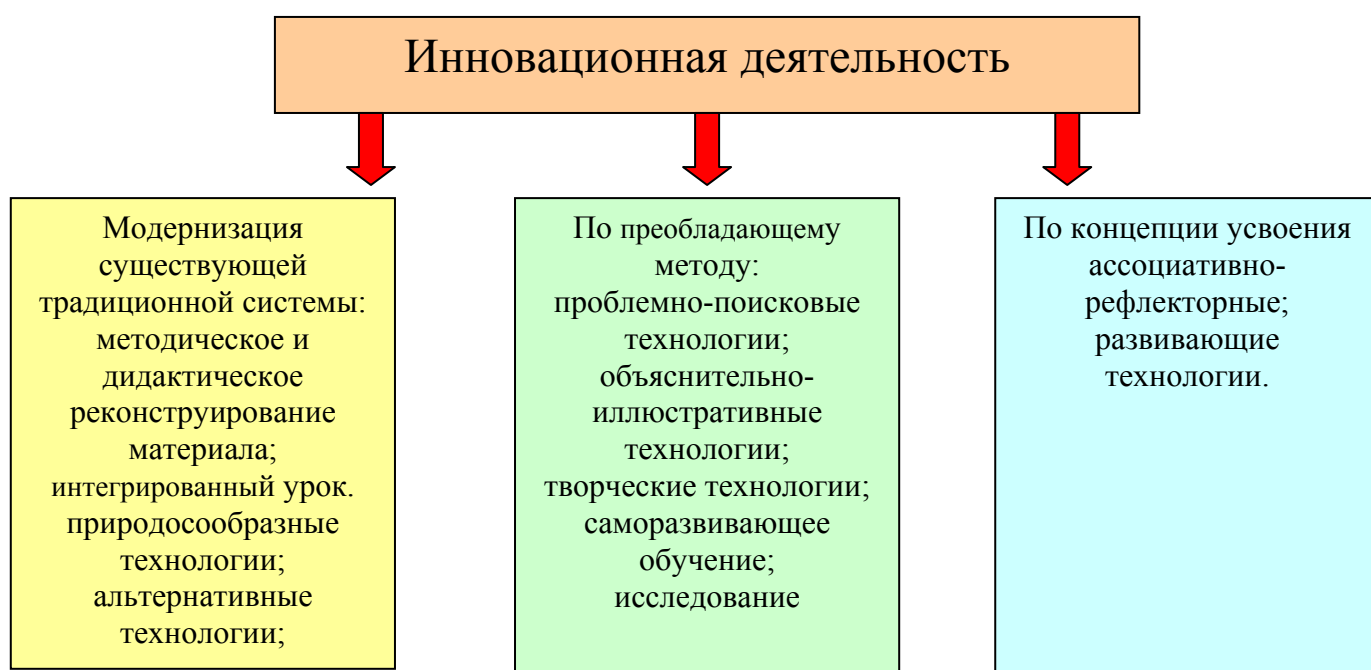 Инновационная деятельность
Модернизация
существующей
традиционной системы:
методическое и
дидактическое
реконструирование
материала;
интегрированный урок.
природосообразные
технологии;
альтернативные
технологии;
По преобладающему
методу:
проблемно-поисковые
технологии;
объяснительно-
иллюстративные
технологии;
творческие технологии;
саморазвивающее
обучение;
исследование
По концепции усвоения
ассоциативно-
рефлекторные;
развивающие
технологии.